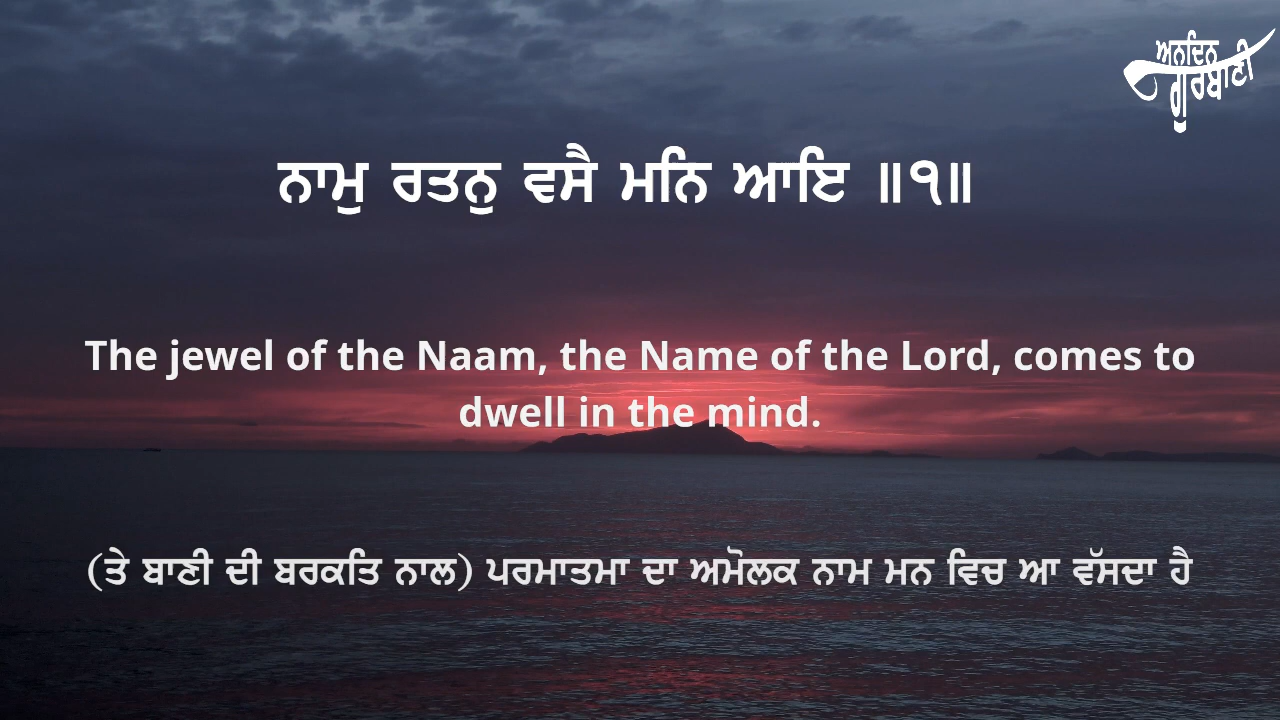 ਅਨਦਿਨ
ਗੁਰਬਾਣੀ
ਨਾਮੁ ਰਤਨੁ ਵਸੈ ਮਨਿ ਆਇ ॥੧॥
The jewel of the Naam, the Name of the Lord, comes to
dwell in the mind.
(ਤੇ ਬਾਣੀ ਦੀ ਬਰਕਤਿ ਨਾਲ) ਪਰਮਾਤਮਾ ਦਾ ਅਮੋਲਕ ਨਾਮ ਮਨ ਵਿਚ ਆ ਵੱਸਦਾ ਹੈ